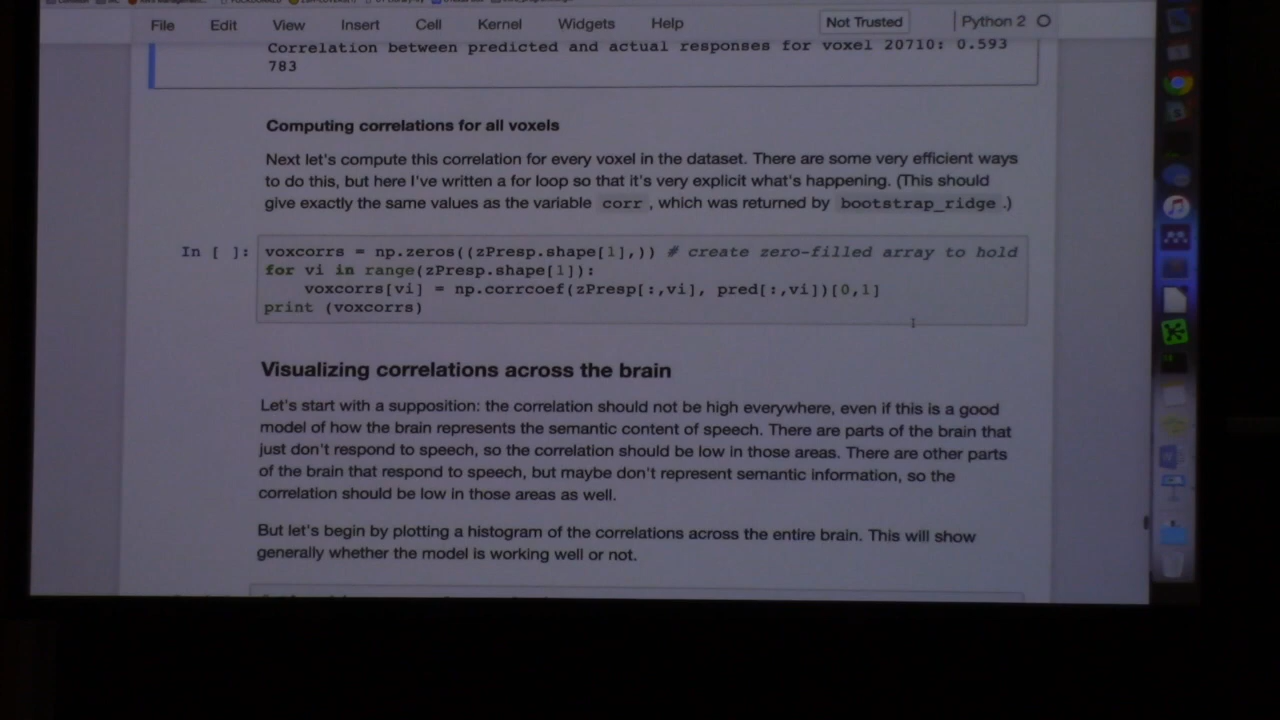 File Edit View Insert Cell Kernel Widgets Help Not Trusted Python 2
Correlation between predicted and actual responses for voxel 20710: 0.593
783
Computing correlations for all voxels
Next let's compute this correlation for every voxel in the dataset. There are some very efficient ways
to do this, but here I've written a for loop so that it's very explicit what's happening. (This should
give exactly the same values as the variable corr, which was returned by bootstrap_ridge.)
In [ ]: voxcorrs = np.zeros((zPresp.shape[1],)) # create zero-filled array to hold
for vi in range(zPresp.shape[1]):
voxcorrs[vi] = np.corrcoef(zPresp[:,vi], pred[:,vi])[0,1]
print (voxcorrs)
Visualizing correlations across the brain
Let's start with a supposition: the correlation should not be high everywhere, even if this is a good
model of how the brain represents the semantic content of speech. There are parts of the brain that
just don't respond to speech, so the correlation should be low in those areas. There are other parts
of the brain that respond to speech, but maybe don't represent semantic information, so the
correlation should be low in those areas as well.
But let's begin by plotting a histogram of the correlations across the entire brain. This will show
generally whether the model is working well or not.